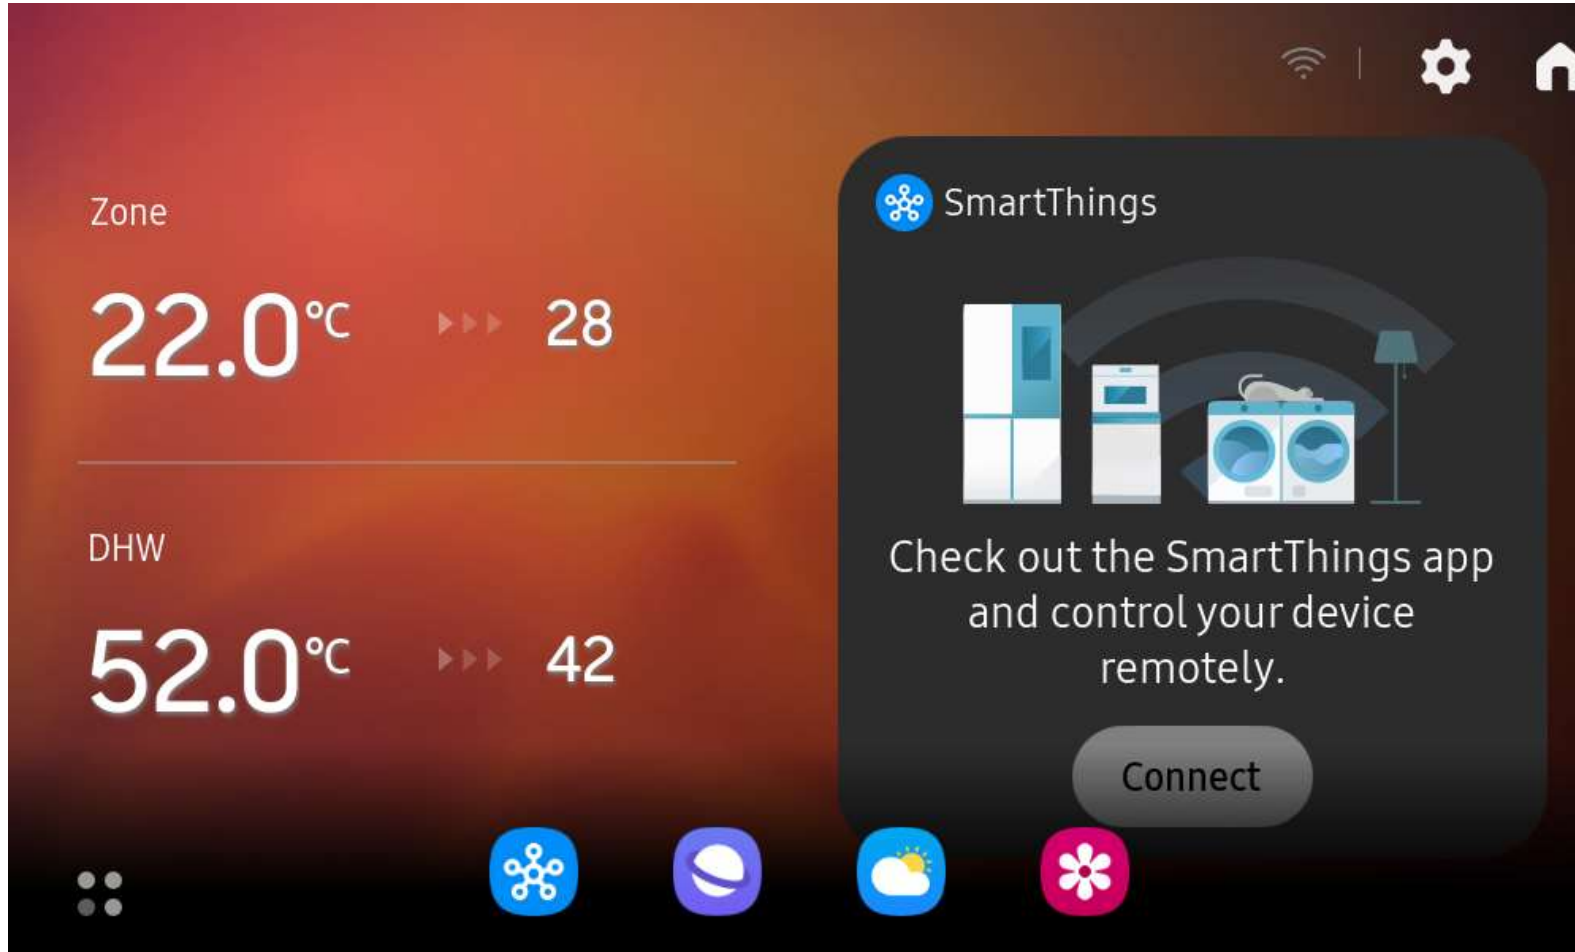 Zone
22.0°C
28
DHW
52.0°C
42
SmartThings
Check out the SmartThings app
and control your device
remotely.
Connect